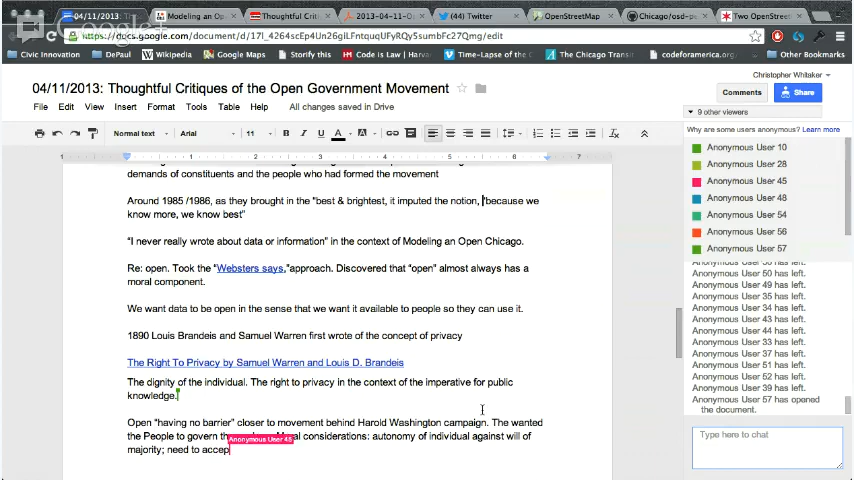 04/11/2013:
Modeling an Op
Thoughtful Criti
2013-04-11-O
(44) Twitter
OpenStreetMap
Chicago/osd-pe
Two OpenStree
https://docs.google.com/document/d/17l_4264scEp4Un26giLFntquqUFyRQySsumbFc27Qmg/edit
Civic Innovation
DePaul
Wikipedia
Google Maps
Storify this
Code is Law | Harvar
Time-Lapse of the C
The Chicago Transit
codeforamerica.org
Other Bookmarks
Christopher Whitaker
04/11/2013: Thoughtful Critiques of the Open Government Movement
Comments
Share
File Edit View Insert Format Tools Table Help All changes saved in Drive
9 other viewers
Why are some users anonymous? Learn more
Normal text
Arial
11
B I U A A
1 1 2 3 4 5 6 7
demands of constituents and the people who had formed the movement
Around 1985 /1986, as they brought in the "best & brightest, it imputed the notion, "because we
know more, we know best"
"I never really wrote about data or information" in the context of Modeling an Open Chicago.
Re: open. Took the "Websters says,"approach. Discovered that "open" almost always has a
moral component.
We want data to be open in the sense that we want it available to people so they can use it.
1890 Louis Brandeis and Samuel Warren first wrote of the concept of privacy
The Right To Privacy by Samuel Warren and Louis D. Brandeis
The dignity of the individual. The right to privacy in the context of the imperative for public
knowledge.
Open "having no barrier" closer to movement behind Harold Washington campaign. The wanted
the People to govern
considerations: autonomy of individual against will of
Anonymous User 45
majority; need to accep
Anonymous User 10
Anonymous User 28
Anonymous User 45
Anonymous User 48
Anonymous User 54
Anonymous User 56
Anonymous User 57
Anonymous User 50 has left.
Anonymous User 49 has left.
Anonymous User 35 has left.
Anonymous User 34 has left.
Anonymous User 43 has left.
Anonymous User 44 has left.
Anonymous User 33 has left.
Anonymous User 37 has left.
Anonymous User 51 has left.
Anonymous User 52 has left.
Anonymous User 39 has left.
Anonymous User 57 has opened
the document.
Type here to chat